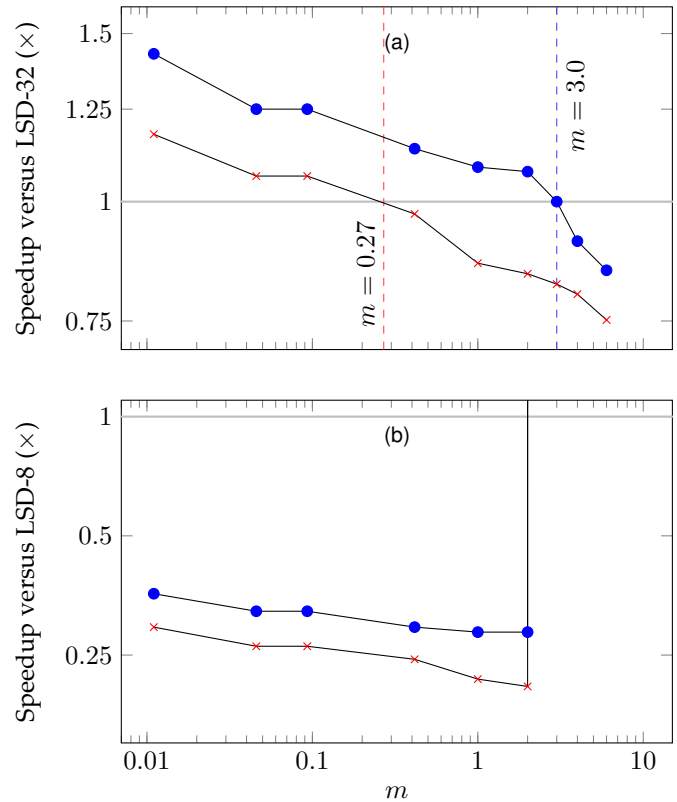 Speedup versus LSD-32 (×)
1.5
1.25
1
0.75
(a)
m = 0.27
m = 3.0
Speedup versus LSD-8 (×)
1
0.5
0.25
(b)
0.01
0.1
1
10
m